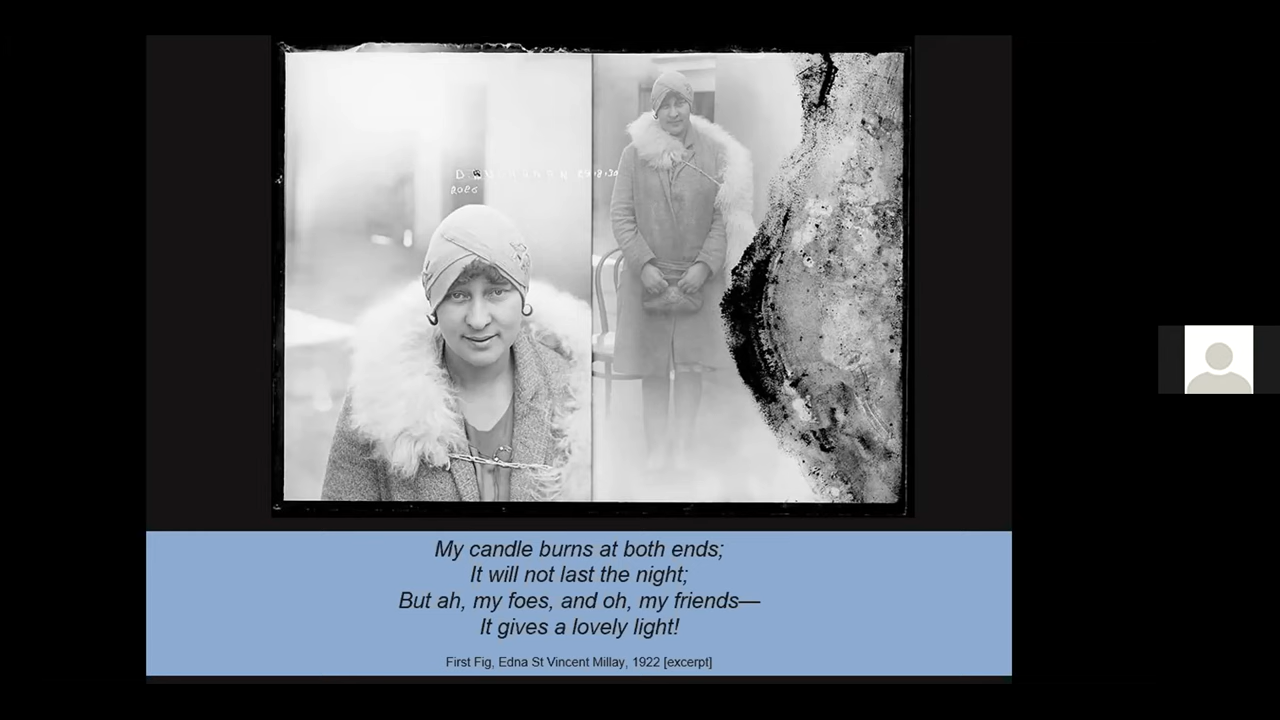 My candle burns at both ends;
It will not last the night;
But ah, my foes, and oh, my friends—
It gives a lovely light!
First Fig, Edna St Vincent Millay, 1922 [excerpt]